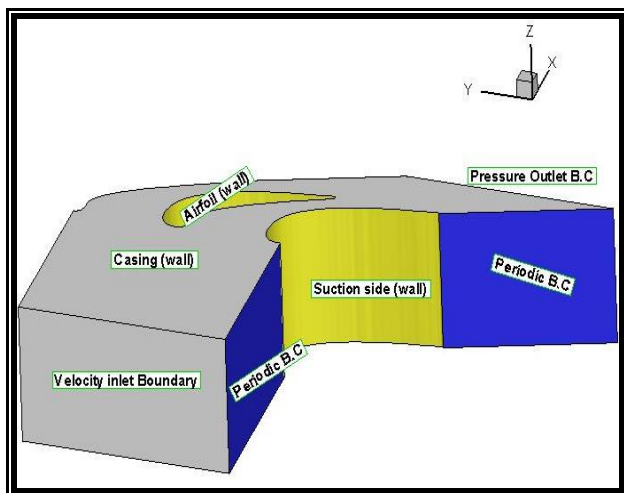 Z
X
Y
Pressure Outlet B.C
Airfoil (wall)
Casing (wall)
Periodic B.C
Suction side (wall)
Periodic B.C
Velocity inlet Boundary